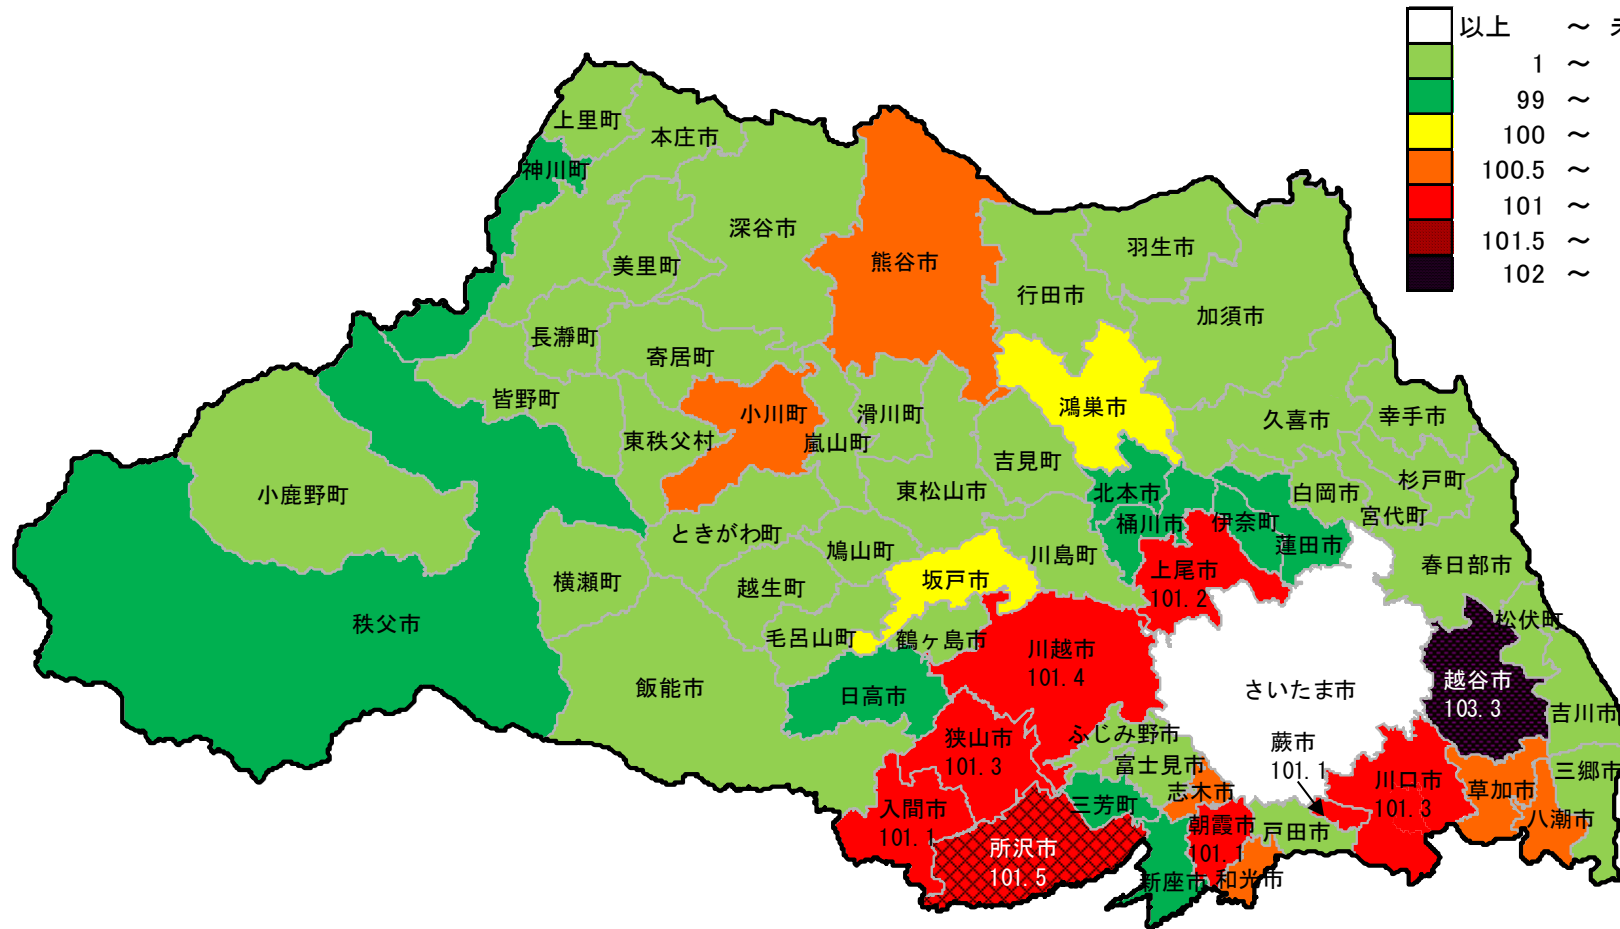 以上 ～
1 ～
99 ～
100 ～
100.5 ～
101 ～
101.5 ～
102 ～
上里町
本庄市
神川町
深谷市
美里町
熊谷市
羽生市
行田市
加須市
長瀞町
寄居町
皆野町
小川町
滑川町
鴻巣市
久喜市
幸手市
東秩父村
嵐山町
吉見町
小鹿野町
東松山市
北本市
白岡市
杉戸町
宮代町
ときがわ町
桶川市
伊奈町
蓮田市
鳩山町
川島町
横瀬町
越生町
坂戸市
上尾市
101.2
春日部市
松伏町
秩父市
毛呂山町
鶴ヶ島市
川越市
101.4
飯能市
日高市
さいたま市
越谷市
103.3
吉川市
狭山市
101.3
ふじみ野市
富士見市
蕨市
101.1
川口市
101.3
三郷市
入間市
101.1
三芳町
志木市
草加市
八潮市
所沢市
101.5
朝霞市
101.1
戸田市
新座市
和光市